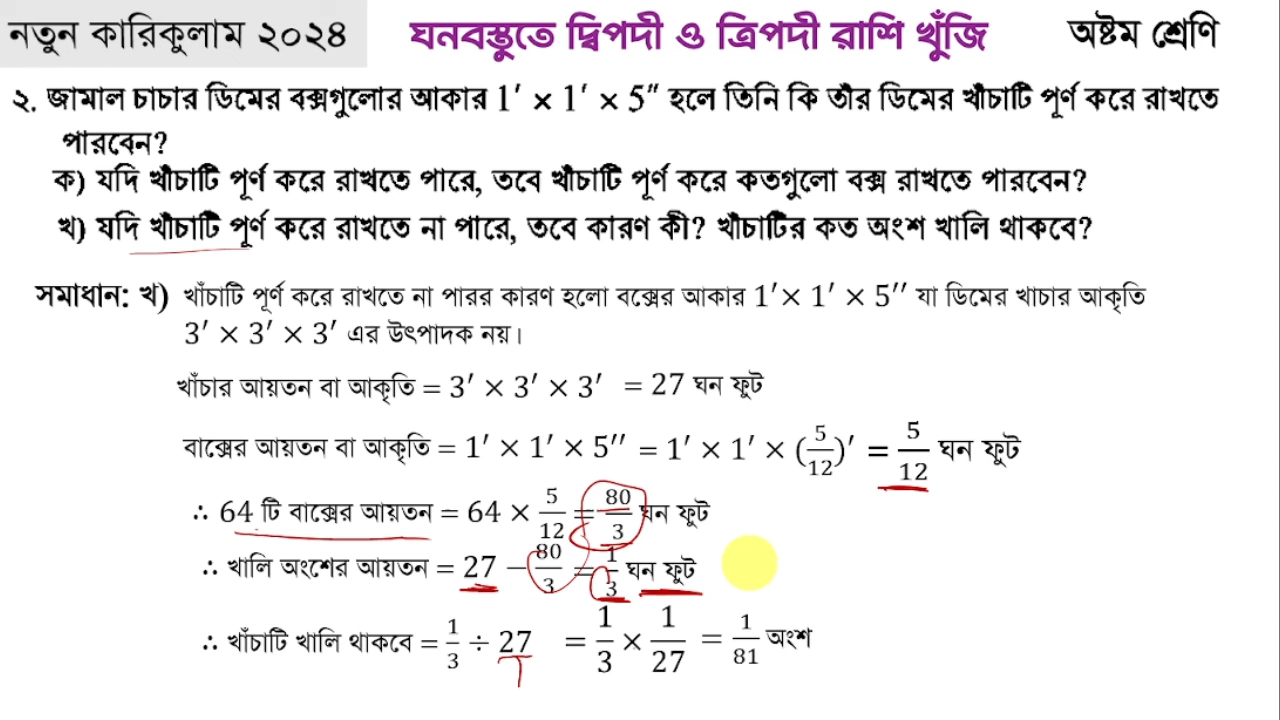 নতুন কারিকুলাম ২০২৪
ঘনবস্তুতে দ্বিপদী ও ত্রিপদী রাশি খুঁজি
অষ্টম শ্রেণি
২. জামাল চাচার ডিমের বক্সগুলোর আকার 1′ × 1′ × 5″ হলে তিনি কি তাঁর ডিমের খাঁচাটি পূর্ণ করে রাখতে
পারবেন?
ক) যদি খাঁচাটি পূর্ণ করে রাখতে পারে, তবে খাঁচাটি পূর্ণ করে কতগুলো বক্স রাখতে পারবেন?
খ) যদি খাঁচাটি পূর্ণ করে রাখতে না পারে, তবে কারণ কী? খাঁচাটির কত অংশ খালি থাকবে?
সমাধান: খ) খাঁচাটি পূর্ণ করে রাখতে না পারর কারণ হলো বক্সের আকার 1′× 1′ × 5′′ যা ডিমের খাচার আকৃতি
3′ × 3′ × 3′ এর উৎপাদক নয়।
খাঁচার আয়তন বা আকৃতি = 3′ × 3′ × 3′ = 27 ঘন ফুট
বাক্সের আয়তন বা আকৃতি = 1′ × 1′ × 5′′ = 1′ × 1′ × (5/12)′ = 5/12 ঘন ফুট
∴ 64 টি বাক্সের আয়তন = 64 × 5/12 = 80/3 ঘন ফুট
∴ খালি অংশের আয়তন = 27 − 80/3 = 1/3 ঘন ফুট
∴ খাঁচাটি খালি থাকবে = 1/3 ÷ 27 = 1/3 × 1/27 = 1/81 অংশ